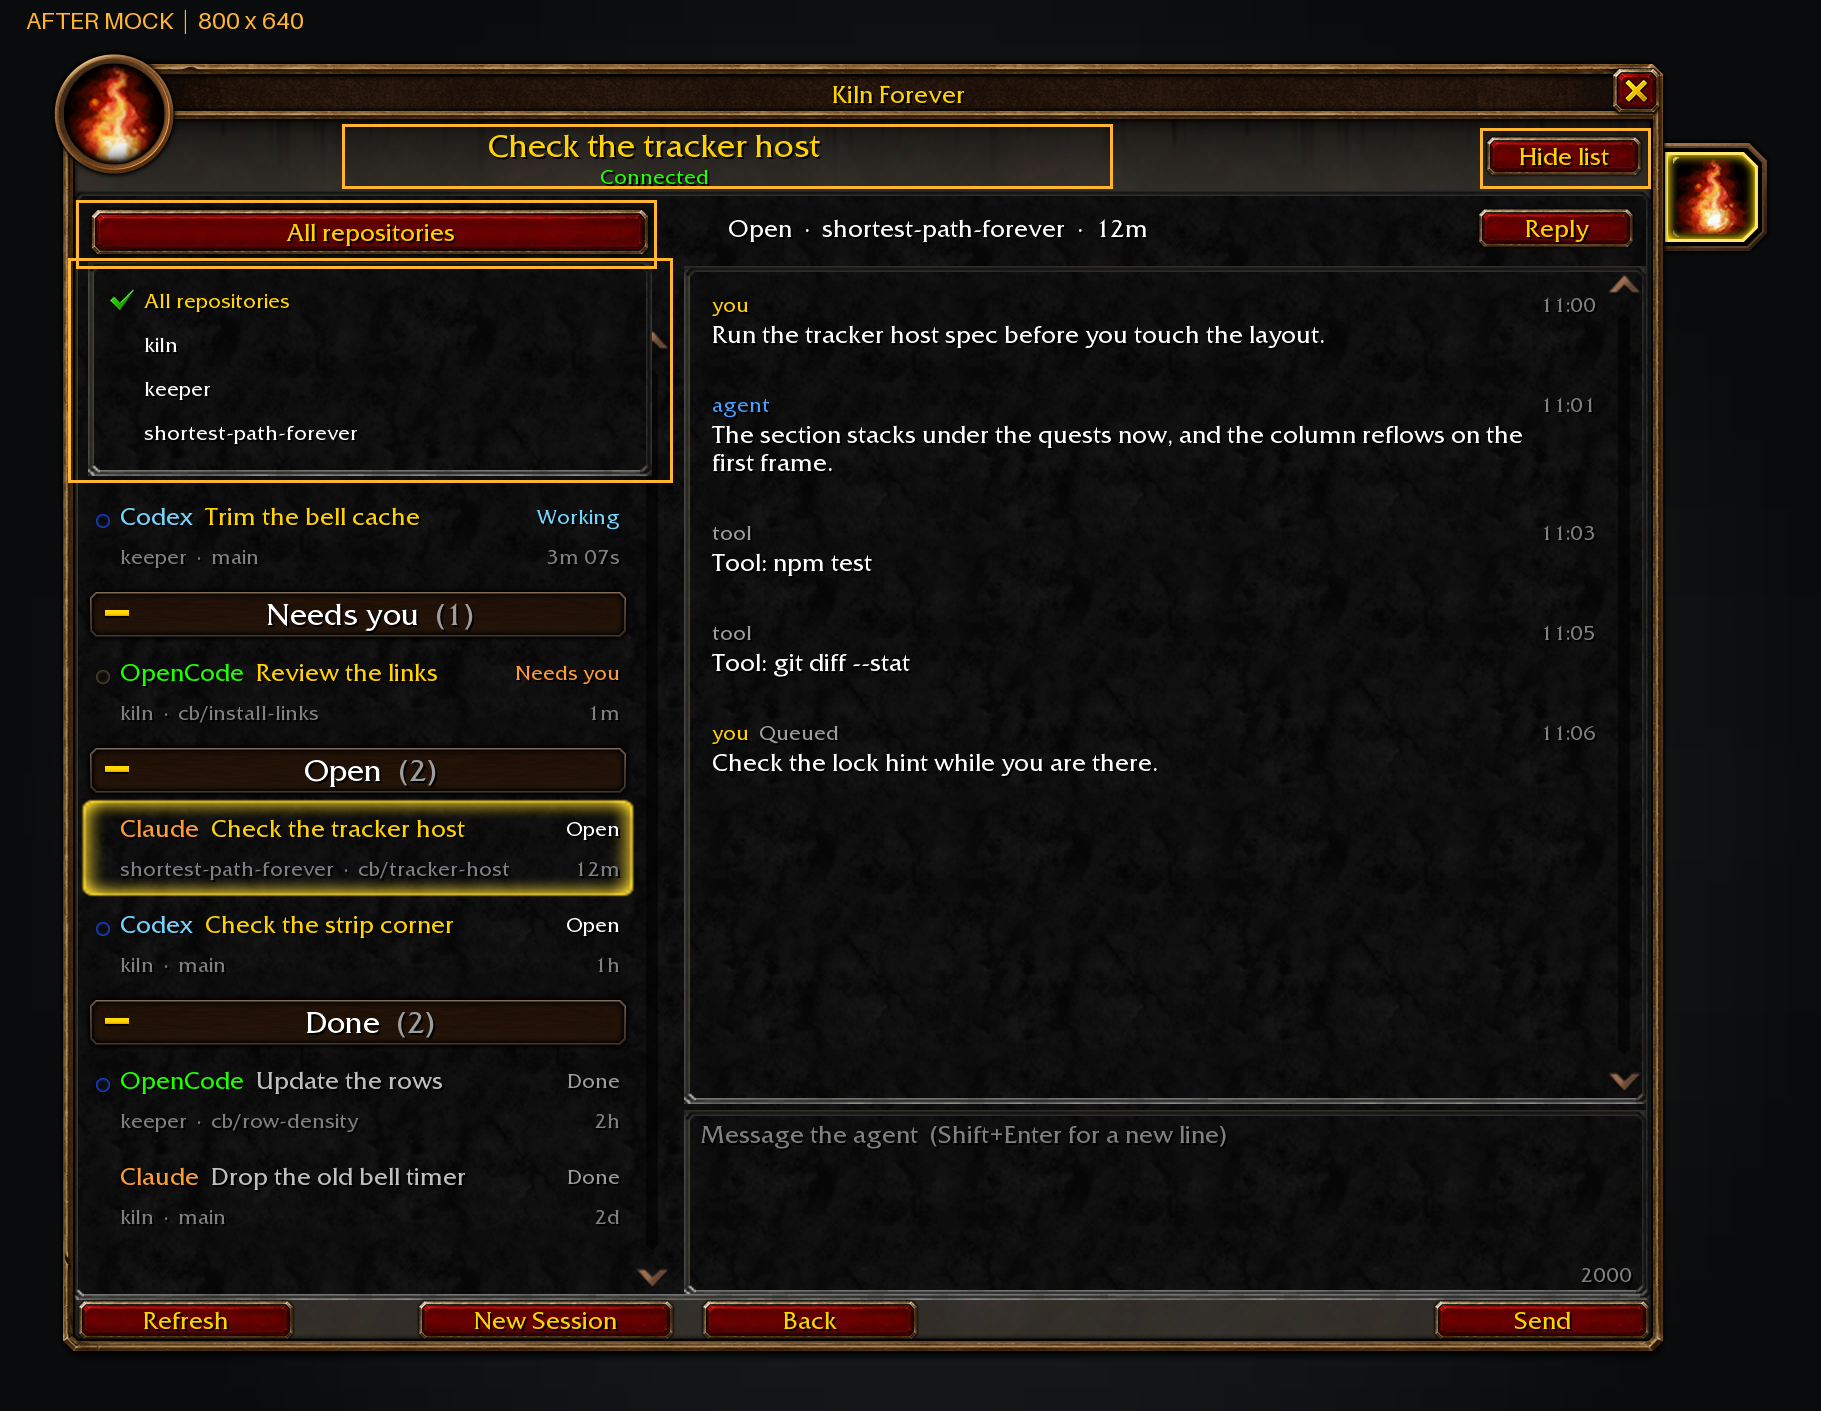 AFTER MOCK | 800 x 640
Kiln Forever
Check the tracker host
Connected
Hide list
All repositories
All repositories
kiln
keeper
shortest-path-forever
Codex Trim the bell cache Working
keeper · main 3m 07s
Needs you (1)
OpenCode Review the links Needs you
kiln · cb/install-links 1m
Open (2)
Claude Check the tracker host Open
shortest-path-forever · cb/tracker-host 12m
Codex Check the strip corner Open
kiln · main 1h
Done (2)
OpenCode Update the rows Done
keeper · cb/row-density 2h
Claude Drop the old bell timer Done
kiln · main 2d
Open · shortest-path-forever · 12m
Reply
you 11:00
Run the tracker host spec before you touch the layout.
agent 11:01
The section stacks under the quests now, and the column reflows on the
first frame.
tool 11:03
Tool: npm test
tool 11:05
Tool: git diff --stat
you Queued 11:06
Check the lock hint while you are there.
Message the agent (Shift+Enter for a new line)
2000
Refresh
New Session
Back
Send